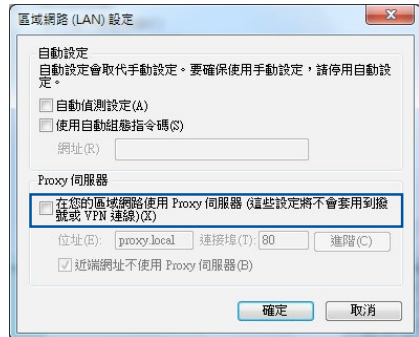 區域網路 (LAN) 設定
自動設定
自動設定會取代手動設定。要確保使用手動設定，請停用自動設
定。
自動偵測設定(A)
使用自動組態指令碼(S)
網址(R)
Proxy 伺服器
在您的區域網路使用 Proxy 伺服器 (這些設定將不會套用到撥
號或 VPN 連線)(X)
位址(E): proxy.local 連接埠(T): 80 進階(C)
近端網址不使用 Proxy 伺服器(B)
確定 取消